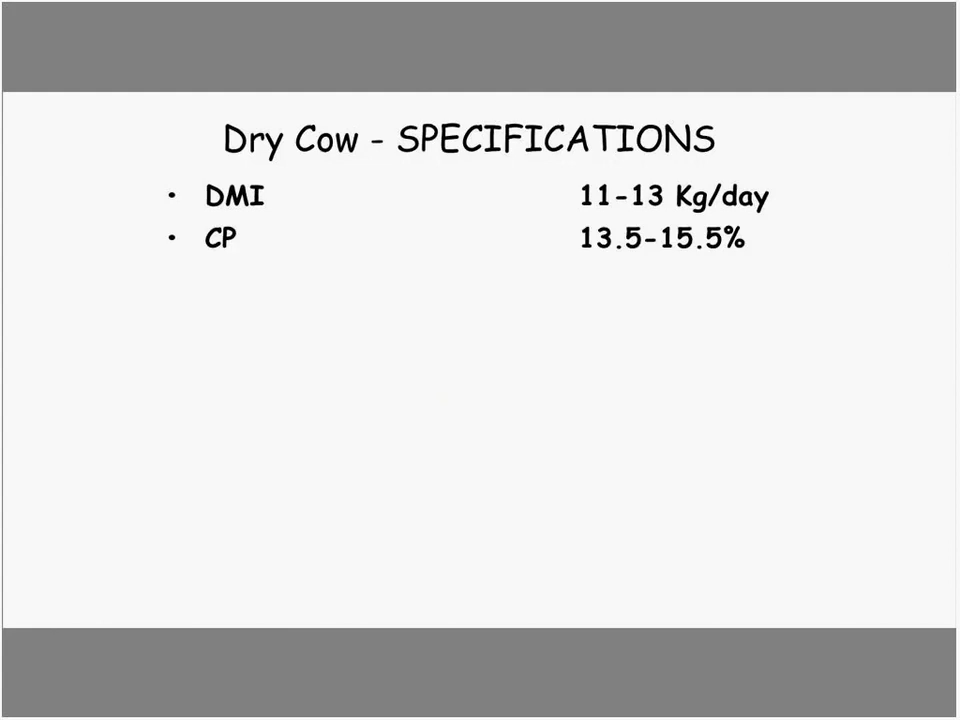 Dry Cow - SPECIFICATIONS
• DMI 11-13 Kg/day
• CP 13.5-15.5%